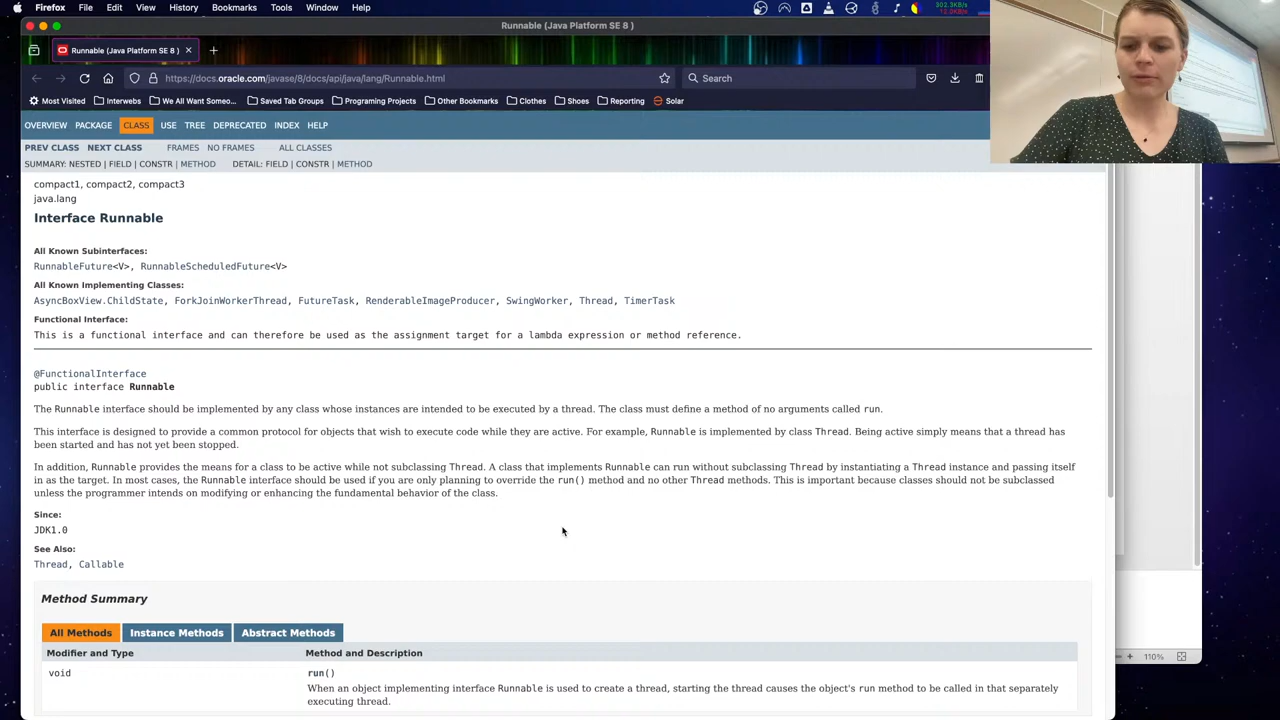 Firefox File Edit View History Bookmarks Tools Window Help
302.3KB/s
12.0KB/s
Runnable (Java Platform SE 8 )
Runnable (Java Platform SE 8 )
https://docs.oracle.com/javase/8/docs/api/java/lang/Runnable.html
Search
Most Visited Interwebs We All Want Someo... Saved Tab Groups Programing Projects Other Bookmarks Clothes Shoes Reporting Solar
OVERVIEW PACKAGE CLASS USE TREE DEPRECATED INDEX HELP
PREV CLASS NEXT CLASS FRAMES NO FRAMES ALL CLASSES
SUMMARY: NESTED | FIELD | CONSTR | METHOD DETAIL: FIELD | CONSTR | METHOD
compact1, compact2, compact3
java.lang
Interface Runnable
All Known Subinterfaces:
RunnableFuture<V>, RunnableScheduledFuture<V>
All Known Implementing Classes:
AsyncBoxView.ChildState, ForkJoinWorkerThread, FutureTask, RenderableImageProducer, SwingWorker, Thread, TimerTask
Functional Interface:
This is a functional interface and can therefore be used as the assignment target for a lambda expression or method reference.
@FunctionalInterface
public interface Runnable
The Runnable interface should be implemented by any class whose instances are intended to be executed by a thread. The class must define a method of no arguments called run.
This interface is designed to provide a common protocol for objects that wish to execute code while they are active. For example, Runnable is implemented by class Thread. Being active simply means that a thread has
been started and has not yet been stopped.
In addition, Runnable provides the means for a class to be active while not subclassing Thread. A class that implements Runnable can run without subclassing Thread by instantiating a Thread instance and passing itself
in as the target. In most cases, the Runnable interface should be used if you are only planning to override the run() method and no other Thread methods. This is important because classes should not be subclassed
unless the programmer intends on modifying or enhancing the fundamental behavior of the class.
Since:
JDK1.0
See Also:
Thread, Callable
Method Summary
All Methods Instance Methods Abstract Methods
Modifier and Type Method and Description
void run()
When an object implementing interface Runnable is used to create a thread, starting the thread causes the object's run method to be called in that separately
executing thread.
110%